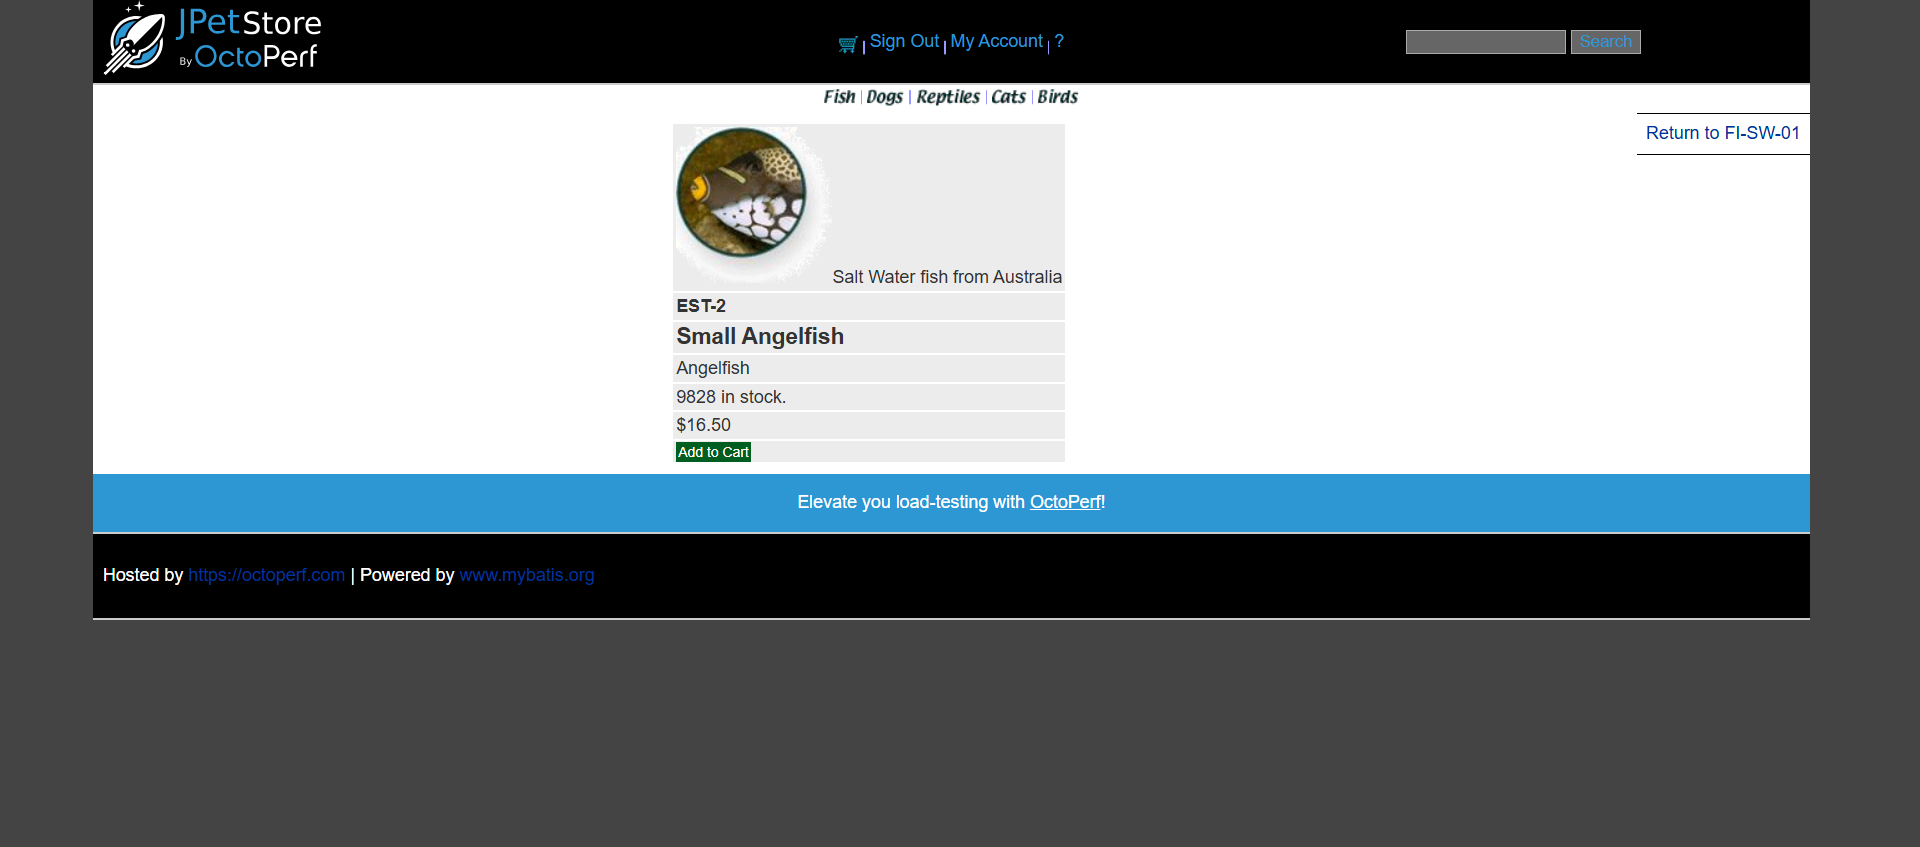 JPetStore
By OctoPerf
| Sign Out | My Account | ?
Search
Fish | Dogs | Reptiles | Cats | Birds
Return to FI-SW-01
Salt Water fish from Australia
EST-2
Small Angelfish
Angelfish
9828 in stock.
$16.50
Add to Cart
Elevate you load-testing with OctoPerf!
Hosted by https://octoperf.com | Powered by www.mybatis.org